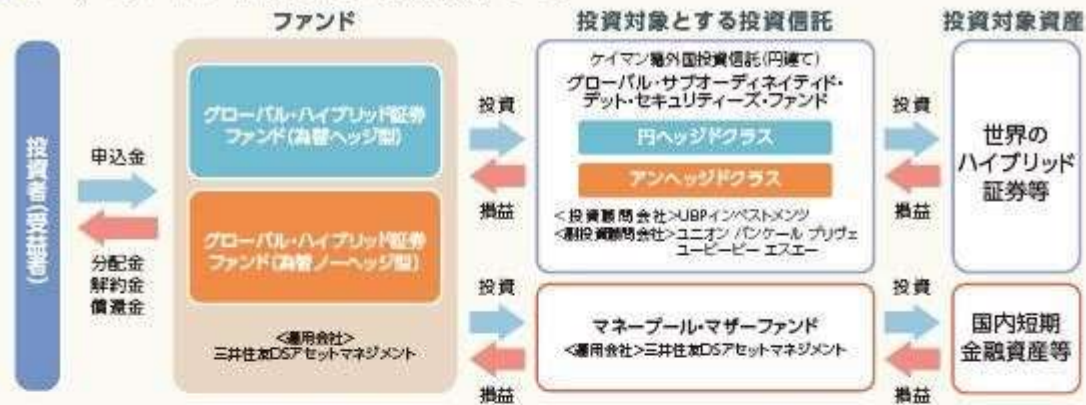 ファンド
投資対象とする投資信託
投資対象資産
投資者(受益者)
申込金
分配金
解約金
償還金
グローバル・ハイブリッド証券
ファンド(為替ヘッジ型)
グローバル・ハイブリッド証券
ファンド(為替ノーヘッジ型)
<運用会社>
三井住友DSアセットマネジメント
投資
損益
投資
損益
ケイマン籍外国投資信託(円建て)
グローバル・サブオーディネイティド・
デット・セキュリティーズ・ファンド
円ヘッジドクラス
アンヘッジドクラス
<投資顧問会社>UBPインベストメンツ
<副投資顧問会社>ユニオン バンケール プリヴェ
ユービーピー エスエー
マネープール・マザーファンド
<運用会社>三井住友DSアセットマネジメント
投資
損益
投資
損益
世界の
ハイブリッド
証券等
国内短期
金融資産等